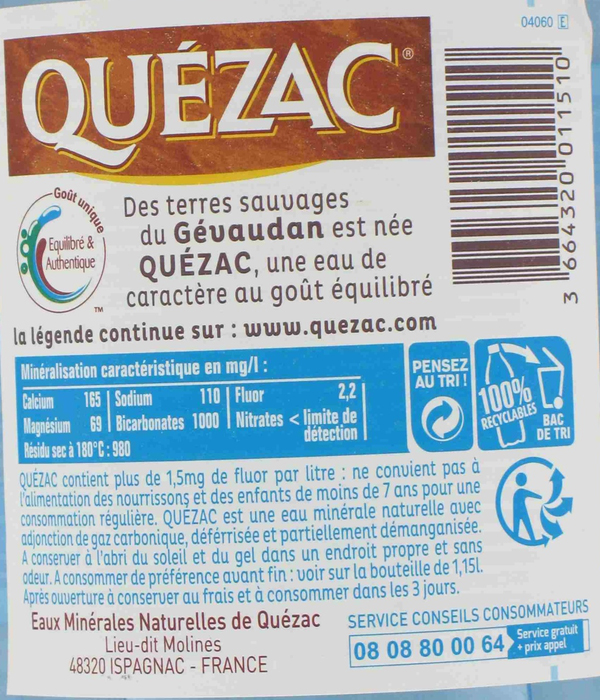 04060 E
QUÉZAC®
3 664320 011510
Goût unique
Équilibré &
Authentique
TM
Des terres sauvages
du Gévaudan est née
QUÉZAC, une eau de
caractère au goût équilibré
la légende continue sur : www.quezac.com
Minéralisation caractéristique en mg/l :
Calcium 165 | Sodium 110 | Fluor 2,2
Magnésium 69 | Bicarbonates 1000 | Nitrates < limite de
détection
Résidu sec à 180°C : 980
PENSEZ
AU TRI !
100%
RECYCLABLES
BAC
DE TRI
QUÉZAC contient plus de 1,5mg de fluor par litre : ne convient pas à
l'alimentation des nourrissons et des enfants de moins de 7 ans pour une
consommation régulière. QUÉZAC est une eau minérale naturelle avec
adjonction de gaz carbonique, déférrisée et partiellement démanganisée.
A conserver à l'abri du soleil et du gel dans un endroit propre et sans
odeur. A consommer de préférence avant fin : voir sur la bouteille de 1,15l.
Après ouverture à conserver au frais et à consommer dans les 3 jours.
Eaux Minérales Naturelles de Quézac
Lieu-dit Molines
48320 ISPAGNAC - FRANCE
SERVICE CONSEILS CONSOMMATEURS
08 08 80 00 64
Service gratuit
+ prix appel